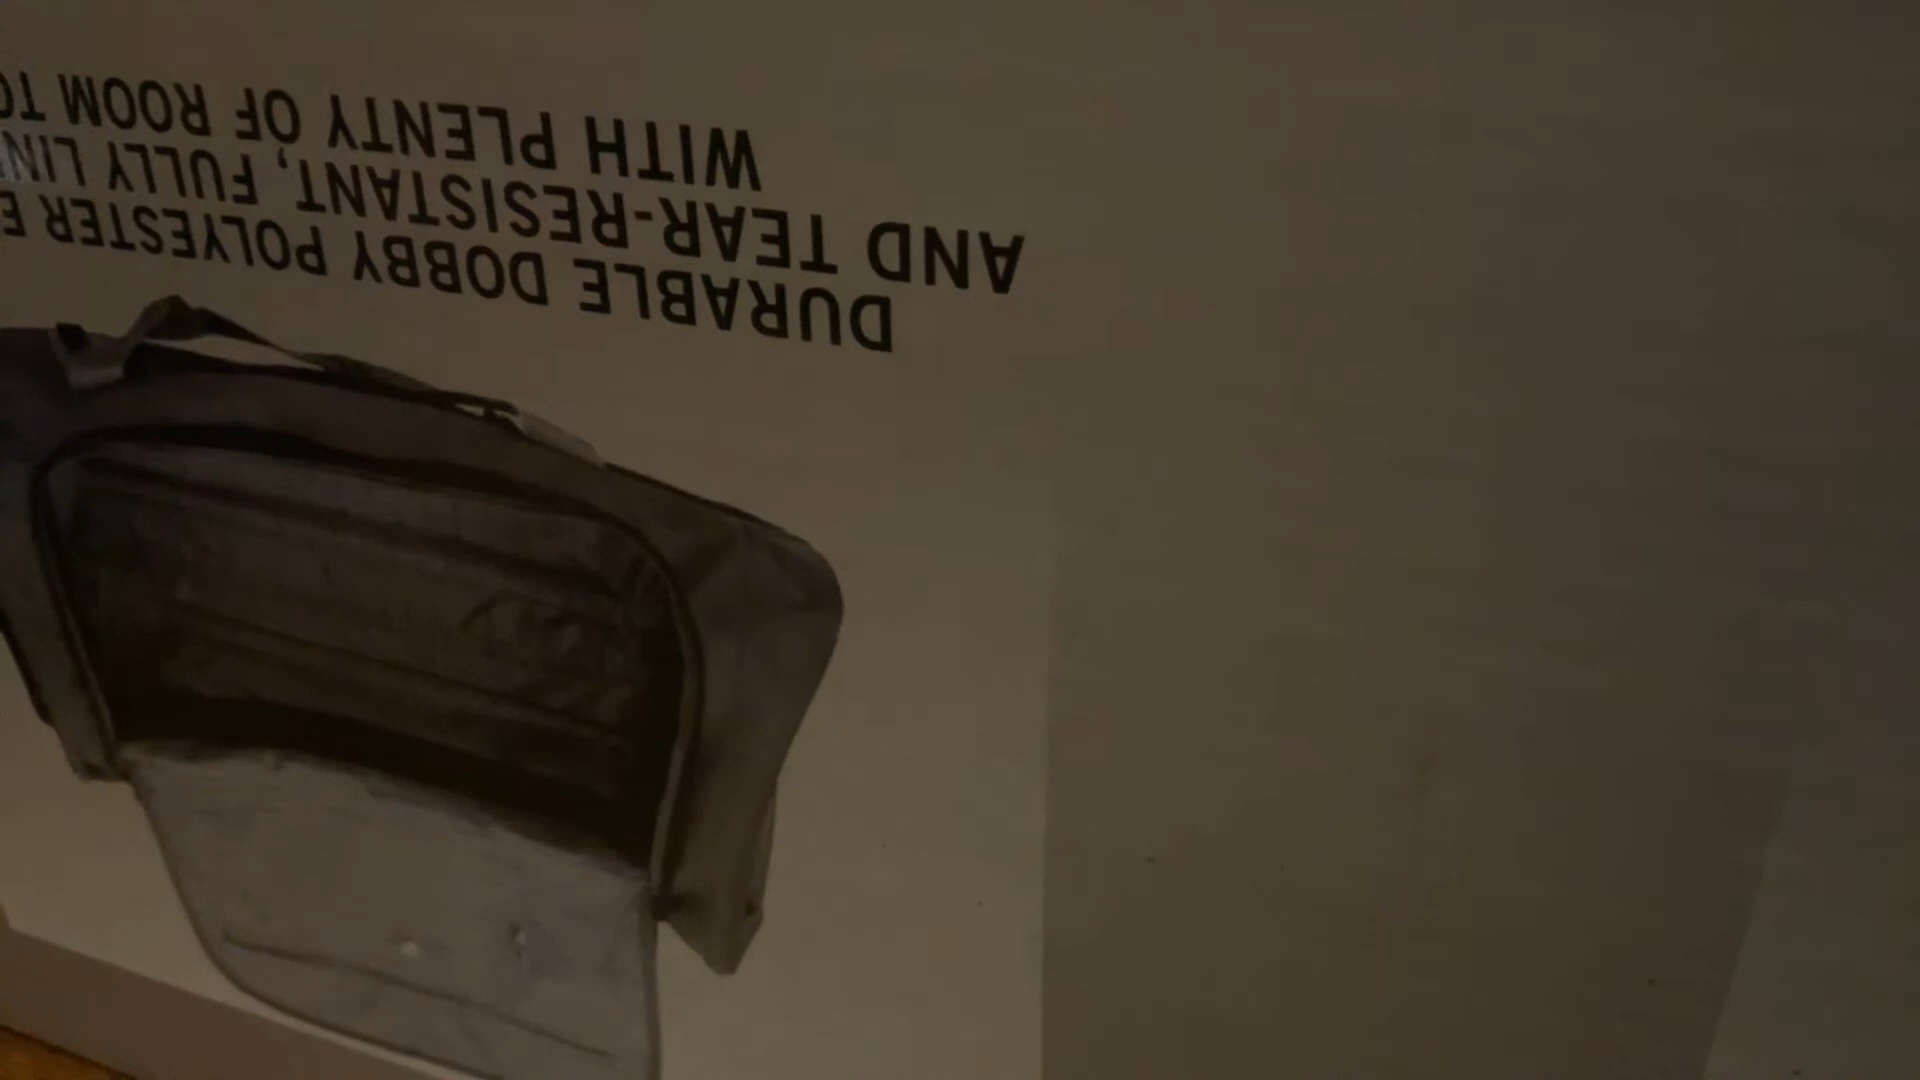 DURABLE DOBBY POLYESTER
AND TEAR-RESISTANT, FULLY
WITH PLENTY OF ROOM